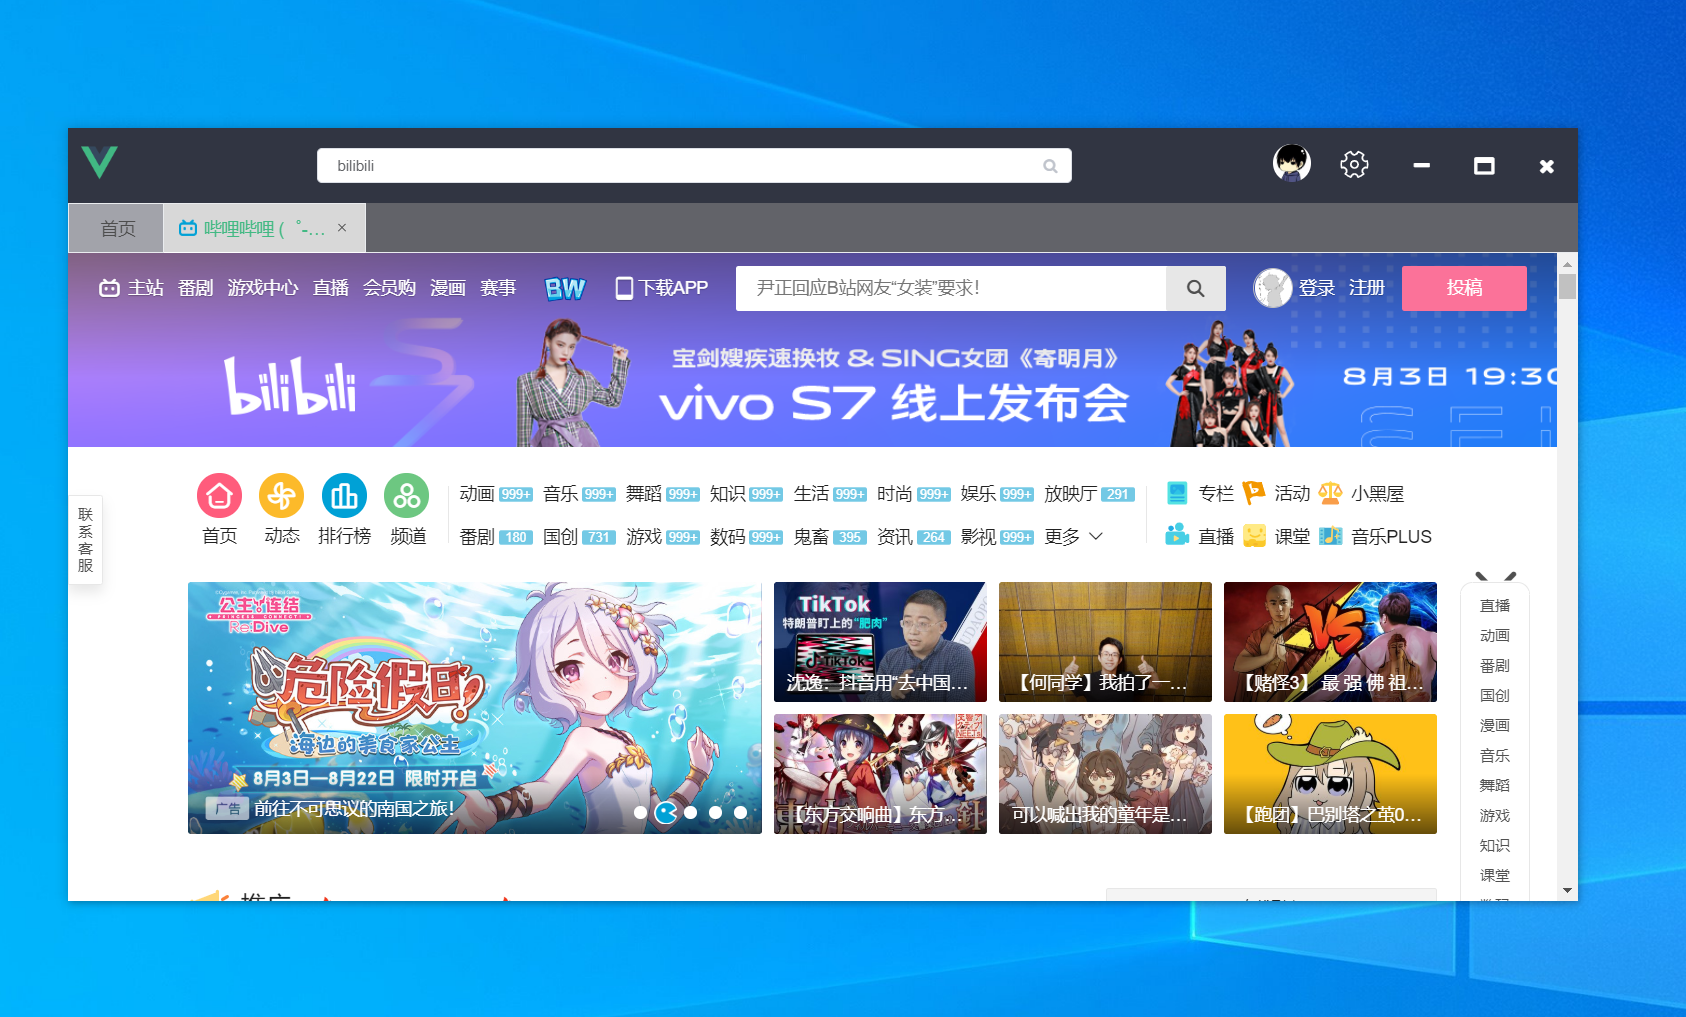 bilibili
首页
哔哩哔哩 ( ゜-...
主站 番剧 游戏中心 直播 会员购 漫画 赛事 BW 下载APP
尹正回应B站网友“女装”要求！
登录 注册 投稿
bilibili
宝剑嫂疾速换妆 & SING女团《寄明月》
vivo S7 线上发布会
8月3日 19:30
联系客服
首页 动态 排行榜 频道
动画 999+ 音乐 999+ 舞蹈 999+ 知识 999+ 生活 999+ 时尚 999+ 娱乐 999+ 放映厅 291
番剧 180 国创 731 游戏 999+ 数码 999+ 鬼畜 395 资讯 264 影视 999+ 更多
专栏 活动 小黑屋
直播 课堂 音乐PLUS
公主连结
PRINCESS CONNECT!
Re:Dive
危险假日!
海边的美食家公主
8月3日—8月22日 限时开启
广告 前往不可思议的南国之旅！
TikTok
特朗普盯上的“肥肉”
TikTok
沈逸：抖音用“去中国...
【何同学】我拍了一...
VS
【赌怪3】 最 强 佛 祖...
【东方交响曲】东方...
可以喊出我的童年是...
【跑团】巴别塔之茧0...
直播
动画
番剧
国创
漫画
音乐
舞蹈
游戏
知识
课堂
推广